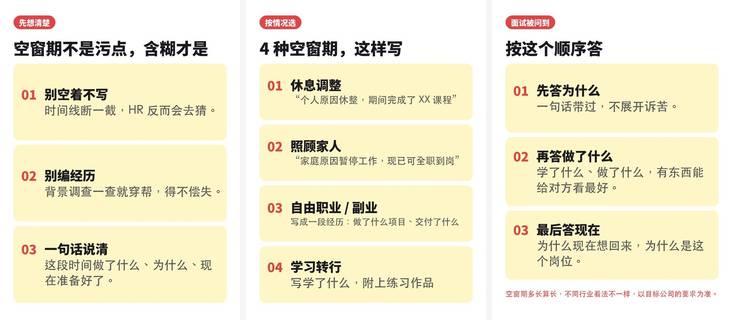 先想清楚
空窗期不是污点，含糊才是
01 别空着不写
时间线断一截，HR 反而会去猜。
02 别编经历
背景调查一查就穿帮，得不偿失。
03 一句话说清
这段时间做了什么、为什么、现
在准备好了。
按情况选
4 种空窗期，这样写
01 休息调整
“个人原因休整，期间完成了 XX 课程”
02 照顾家人
“家庭原因暂停工作，现已可全职到岗”
03 自由职业 / 副业
写成一段经历：做了什么项目、交付了什么
04 学习转行
写学了什么，附上练习作品
面试被问到
按这个顺序答
01 先答为什么
一句话带过，不展开诉苦。
02 再答做了什么
学了什么、做了什么，有东西能
给对方看最好。
03 最后答现在
为什么现在想回来，为什么是这
个岗位。
空窗期多长算长，不同行业看法不一样，以目标公司的要求为准。